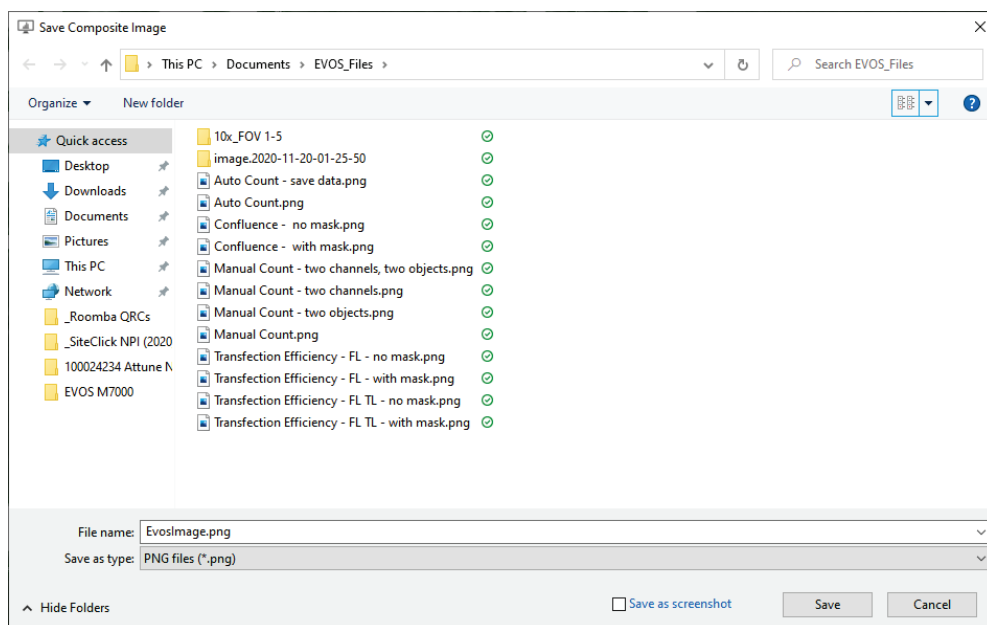 Save Composite Image
This PC > Documents > EVOS_Files >
Search EVOS_Files
Organize
New folder
?
Quick access
Desktop
Downloads
Documents
Pictures
This PC
Network
_Roomba QRCs
_SiteClick NPI (2020
100024234 Attune N
EVOS M7000
10x_FOV 1-5
image.2020-11-20-01-25-50
Auto Count - save data.png
Auto Count.png
Confluence -  no mask.png
Confluence -  with mask.png
Manual Count - two channels, two objects.png
Manual Count - two channels.png
Manual Count - two objects.png
Manual Count.png
Transfection Efficiency - FL - no mask.png
Transfection Efficiency - FL - with mask.png
Transfection Efficiency - FL TL - no mask.png
Transfection Efficiency - FL TL - with mask.png
File name: EvosImage.png
Save as type: PNG files (*.png)
Hide Folders
Save as screenshot
Save
Cancel